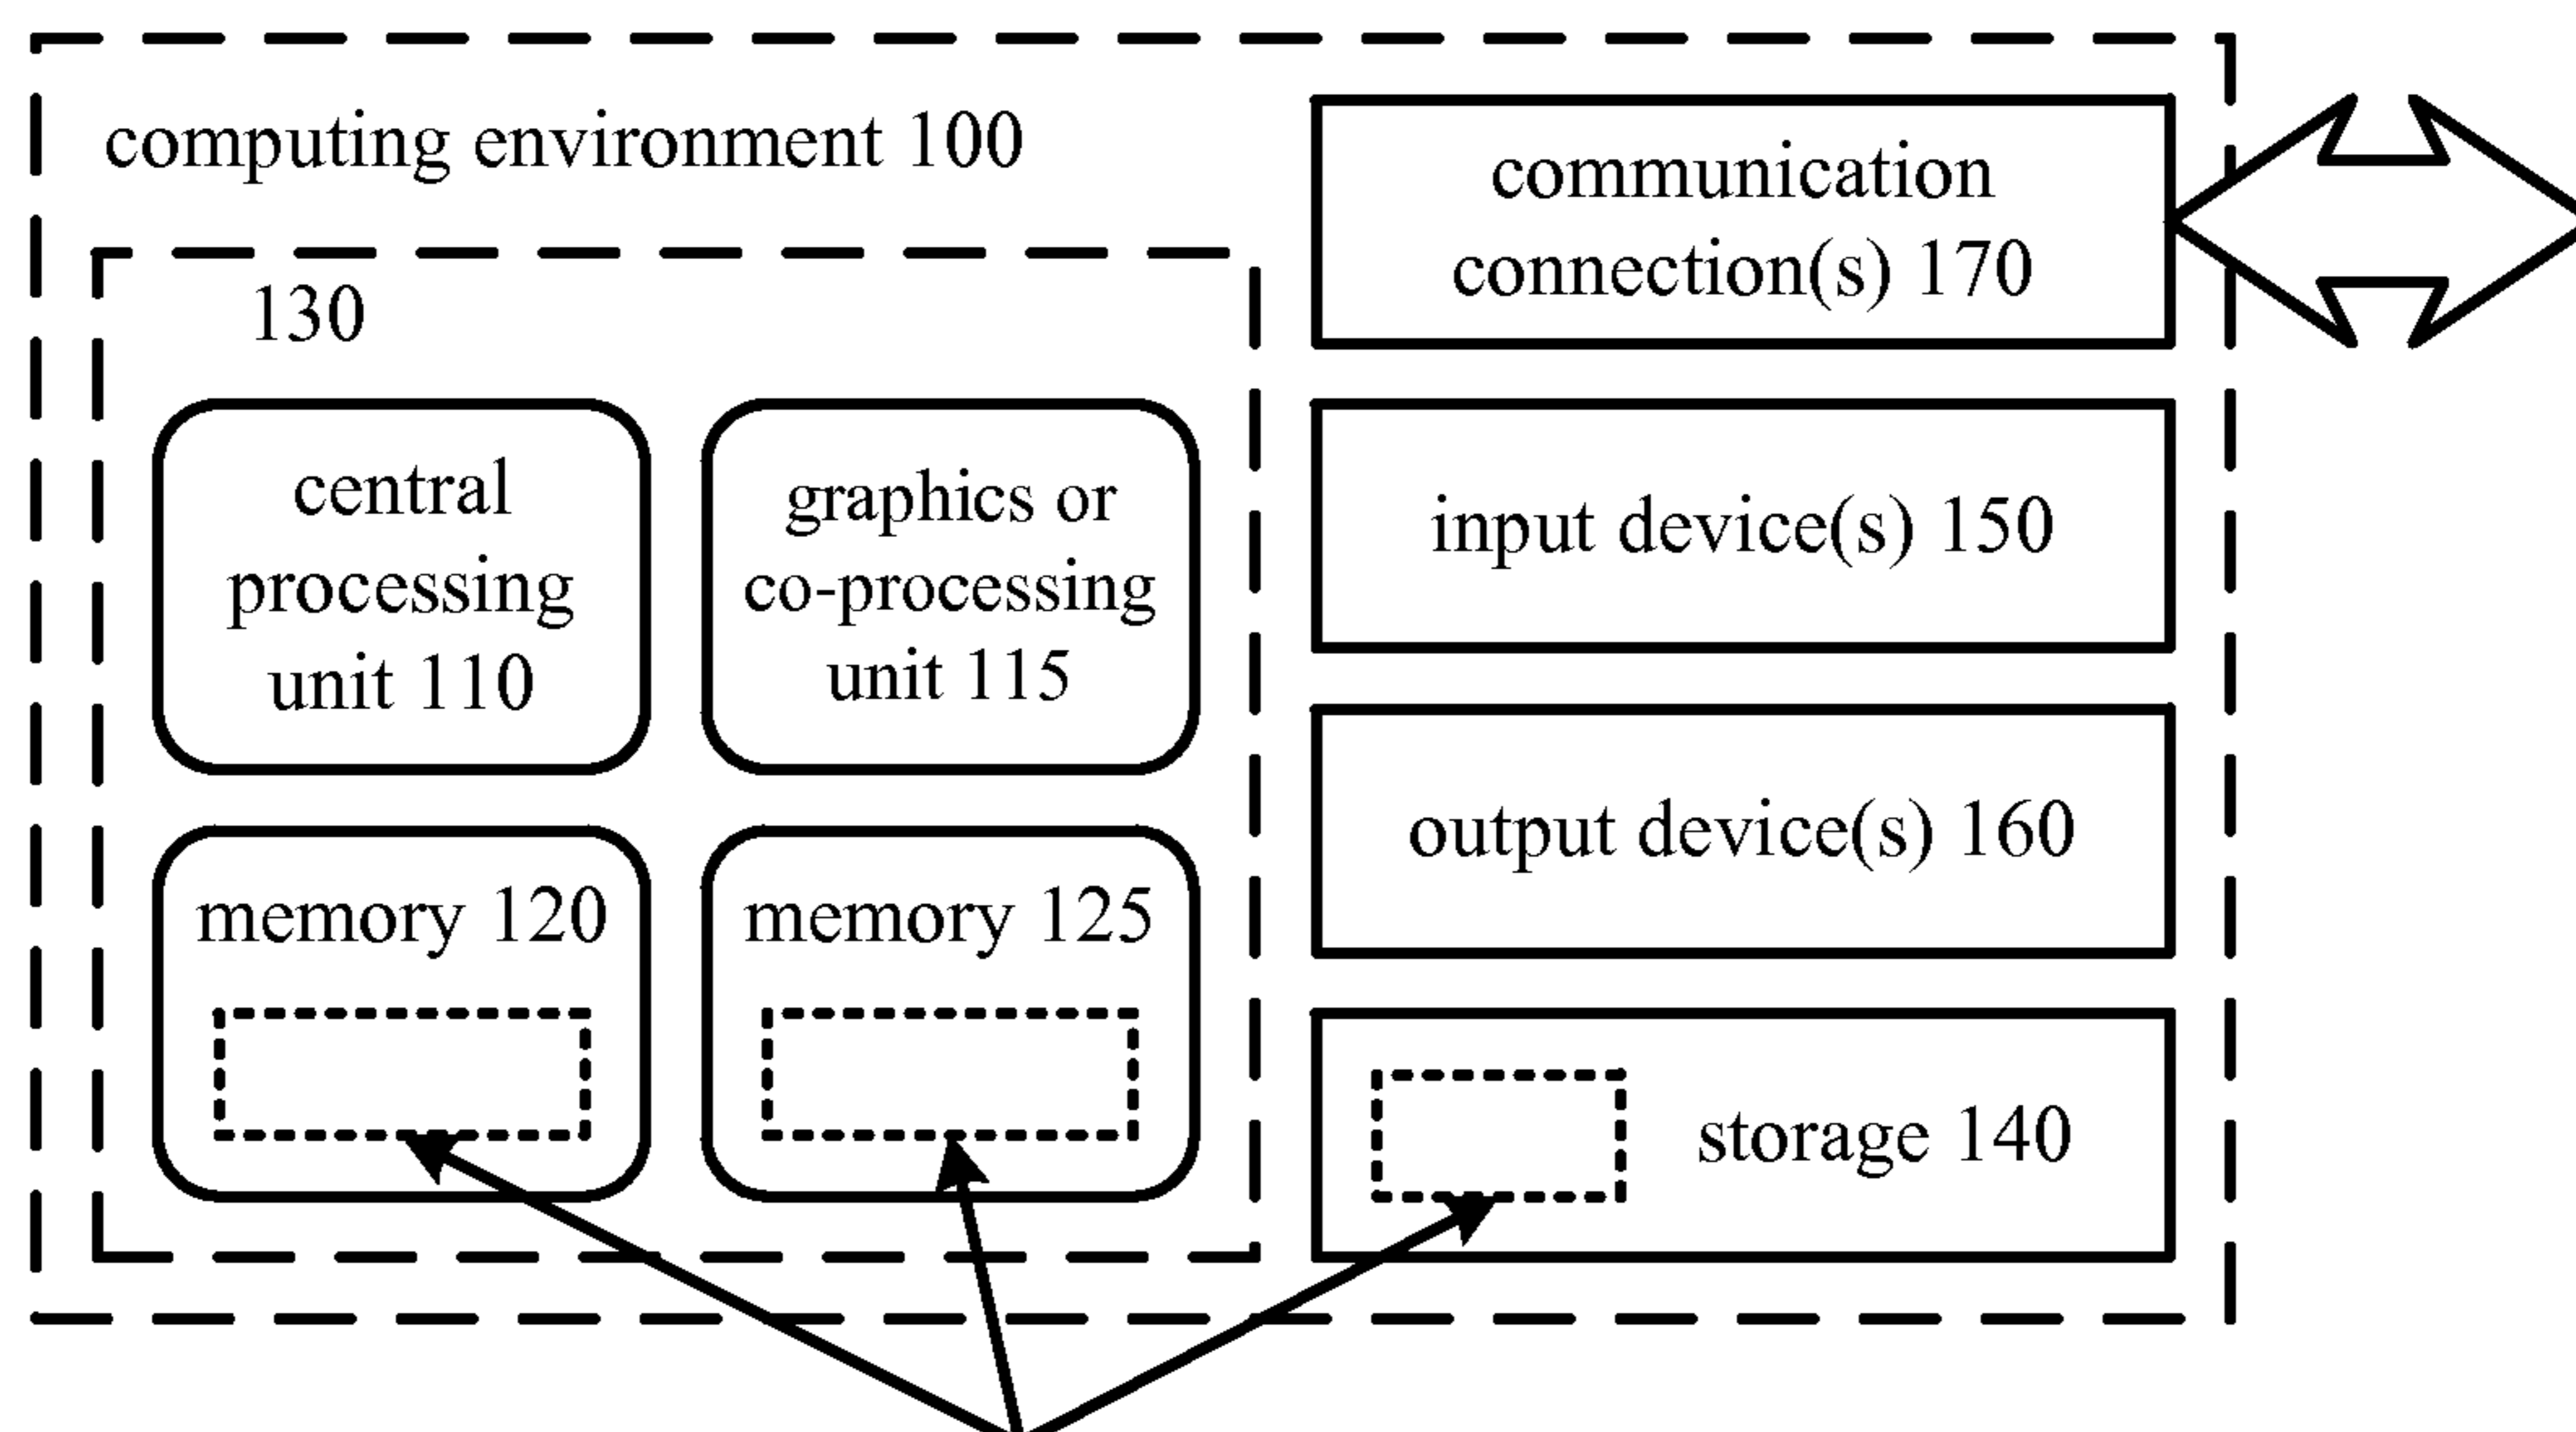 computing environment 100
communication
connection(s) 170
130
central
processing
unit 110
graphics or
co-processing
unit 115
input device(s) 150
output device(s) 160
memory 120
memory 125
storage 140